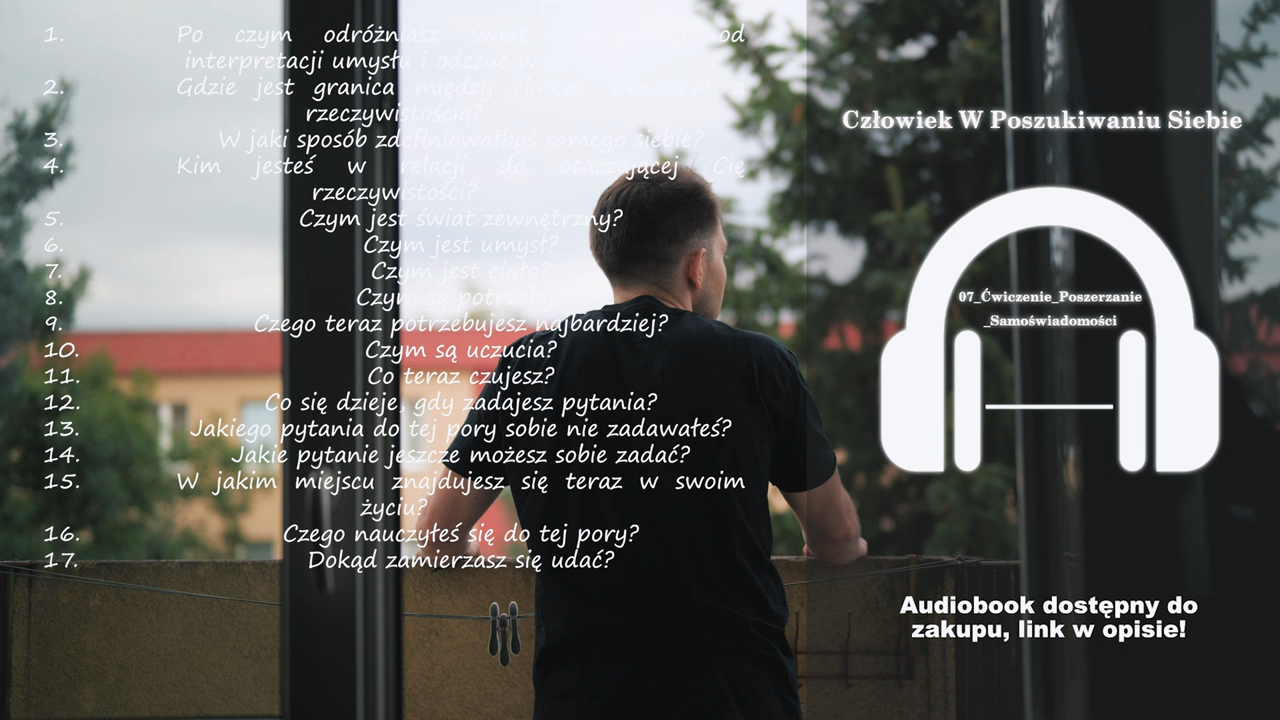 1. Po czym odróżniasz świat zewnętrzny od
interpretacji umysłu i odczuć w ciele?
2. Gdzie jest granica między ciałem, umysłem a
rzeczywistością?
3. W jaki sposób zdefiniowałbyś samego siebie?
4. Kim jesteś w relacji do otaczającej Cię
rzeczywistości?
5. Czym jest świat zewnętrzny?
6. Czym jest umysł?
7. Czym jest ciało?
8. Czym są potrzeby?
9. Czego teraz potrzebujesz najbardziej?
10. Czym są uczucia?
11. Co teraz czujesz?
12. Co się dzieje, gdy zadajesz pytania?
13. Jakiego pytania do tej pory sobie nie zadawałeś?
14. Jakie pytanie jeszcze możesz sobie zadać?
15. W jakim miejscu znajdujesz się teraz w swoim
życiu?
16. Czego nauczyłeś się do tej pory?
17. Dokąd zamierzasz się udać?
Człowiek W Poszukiwaniu Siebie
07_Ćwiczenie_Poszerzanie
_Samoświadomości
Audiobook dostępny do
zakupu, link w opisie!